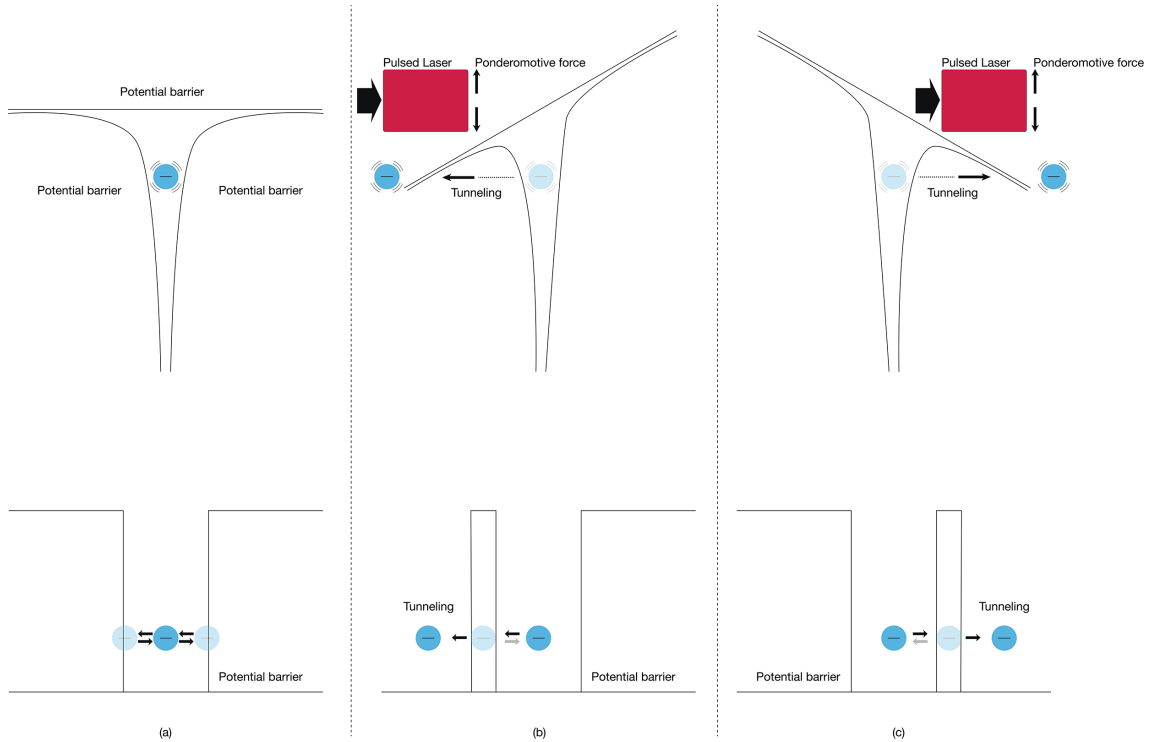 Potential barrier
Potential barrier
Potential barrier
Potential barrier
(a)
Pulsed Laser
Ponderomotive force
Tunneling
Tunneling
Potential barrier
(b)
Pulsed Laser
Ponderomotive force
Tunneling
Tunneling
Potential barrier
(c)